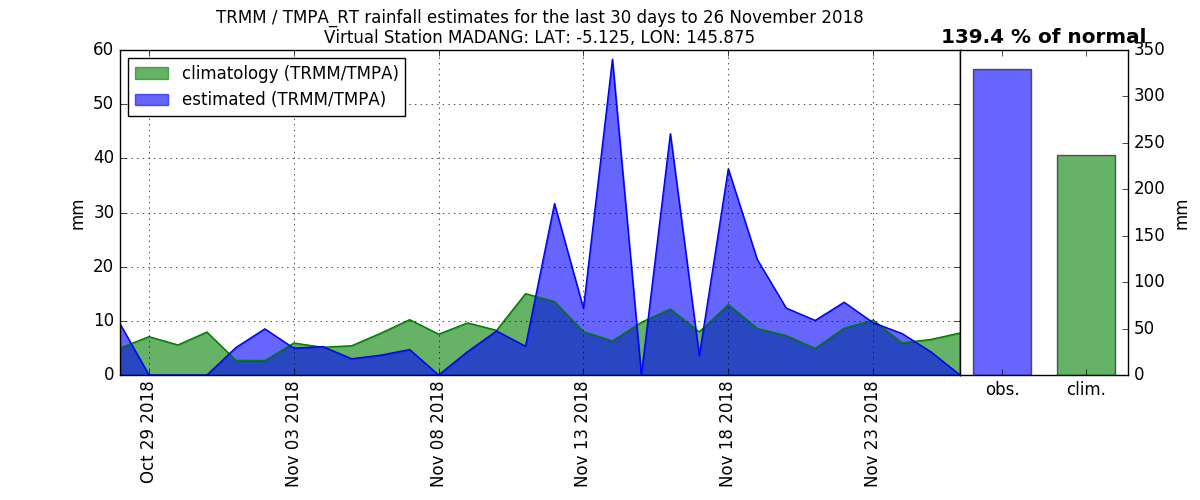 TRMM / TMPA_RT rainfall estimates for the last 30 days to 26 November 2018
Virtual Station MADANG: LAT: -5.125, LON: 145.875
139.4 % of normal
climatology (TRMM/TMPA)
estimated (TRMM/TMPA)
60
50
40
30
20
10
0
mm
Oct 29 2018
Nov 03 2018
Nov 08 2018
Nov 13 2018
Nov 18 2018
Nov 23 2018
obs.
clim.
350
300
250
200
150
100
50
0
mm